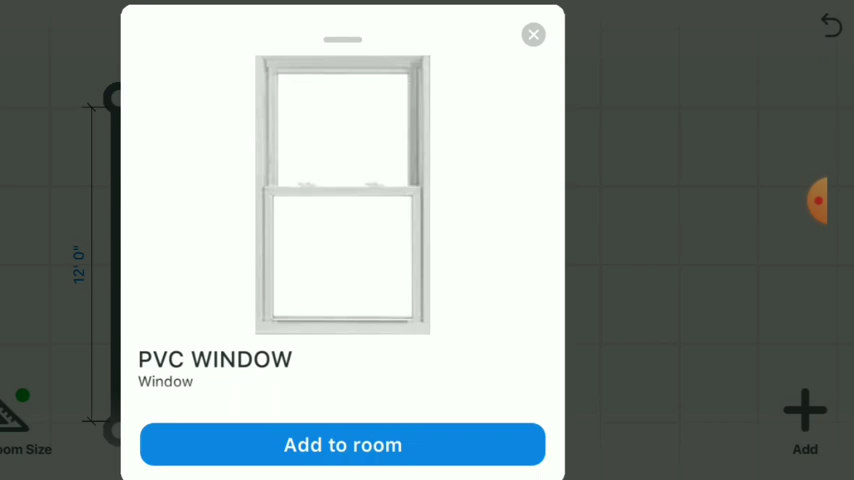 12' 0"
PVC WINDOW
Window
Add to room
oom Size
Add